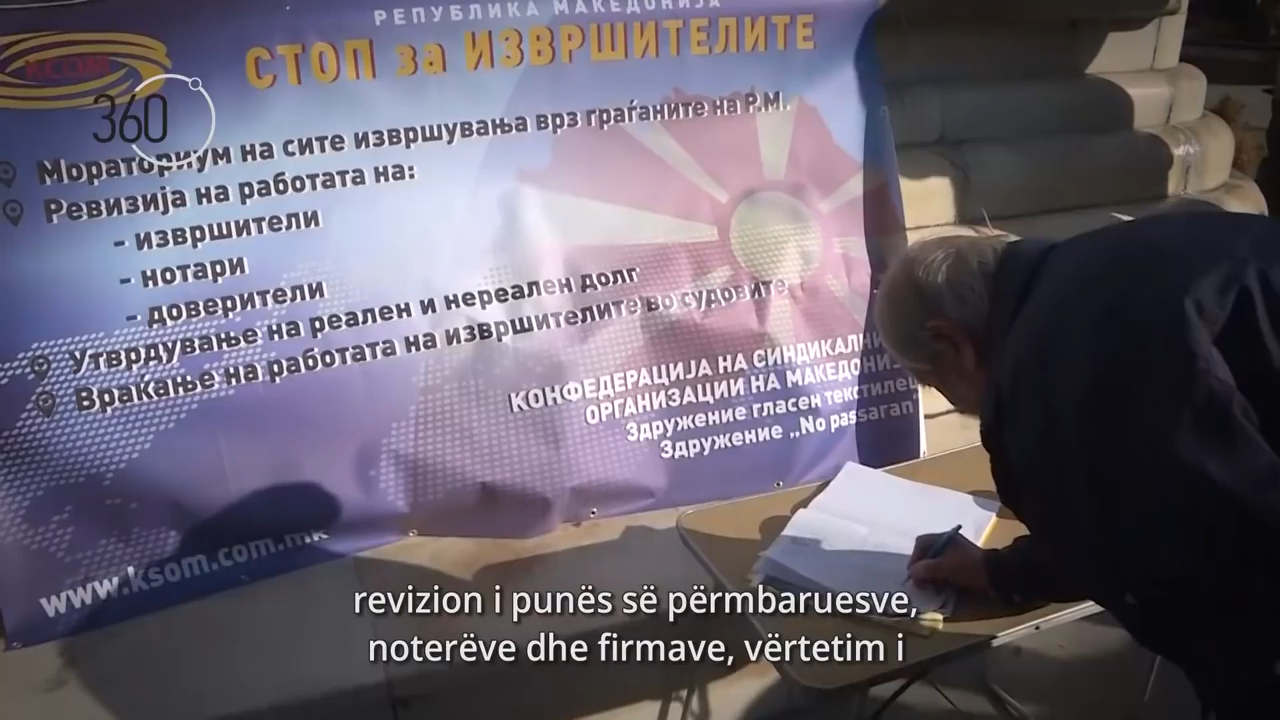 РЕПУБЛИКА МАКЕДОНИЈА
СТОП за ИЗВРШИТЕЛИТЕ
KSOM
360
Мораториум на сите извршувања врз граѓаните на Р.М.
Ревизија на работата на:
- извршители
- нотари
- доверители
Утврдување на реален и нереален долг
Враќање на работата на извршителите во судовите
КОНФЕДЕРАЦИЈА НА СИНДИКАЛНИ
ОРГАНИЗАЦИИ НА МАКЕДОНИ
Здружение гласен текстилец
Здружение „No passaran"
www.ksom.com.mk
revizion i punës së përmbaruesve,
noterëve dhe firmave, vërtetim i